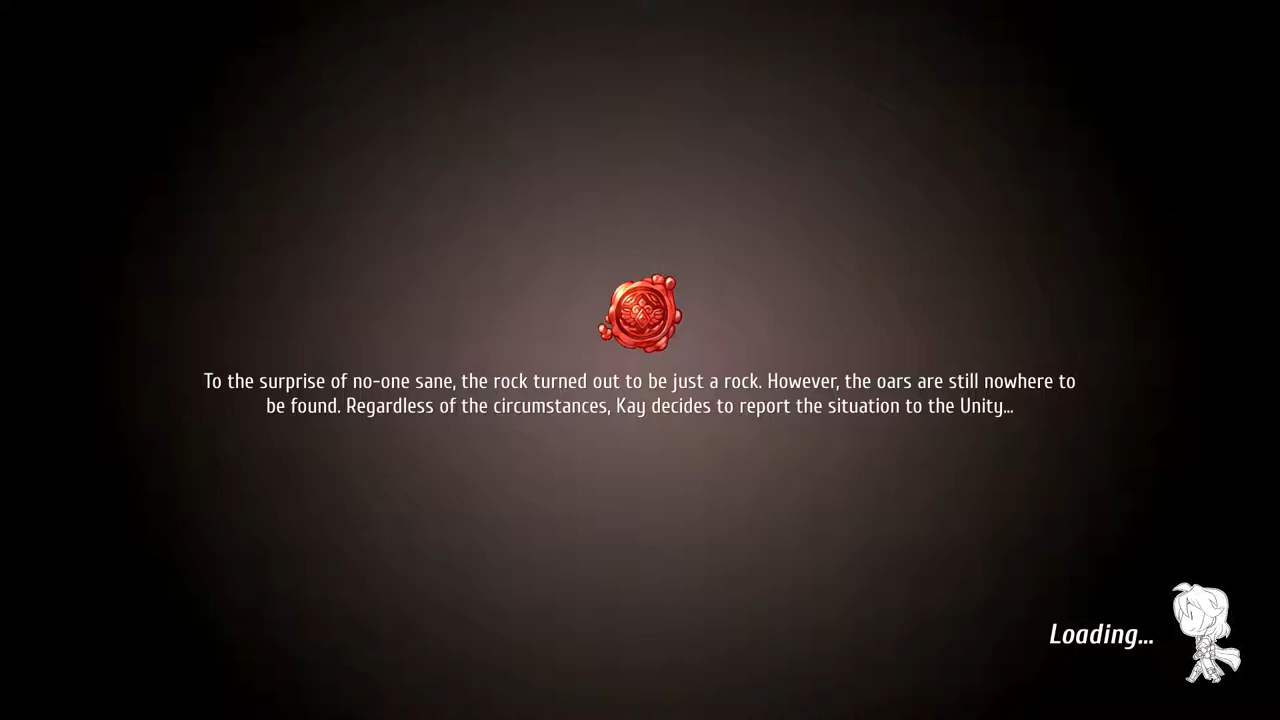 To the surprise of no-one sane, the rock turned out to be just a rock. However, the oars are still nowhere to
be found. Regardless of the circumstances, Kay decides to report the situation to the Unity...
Loading...